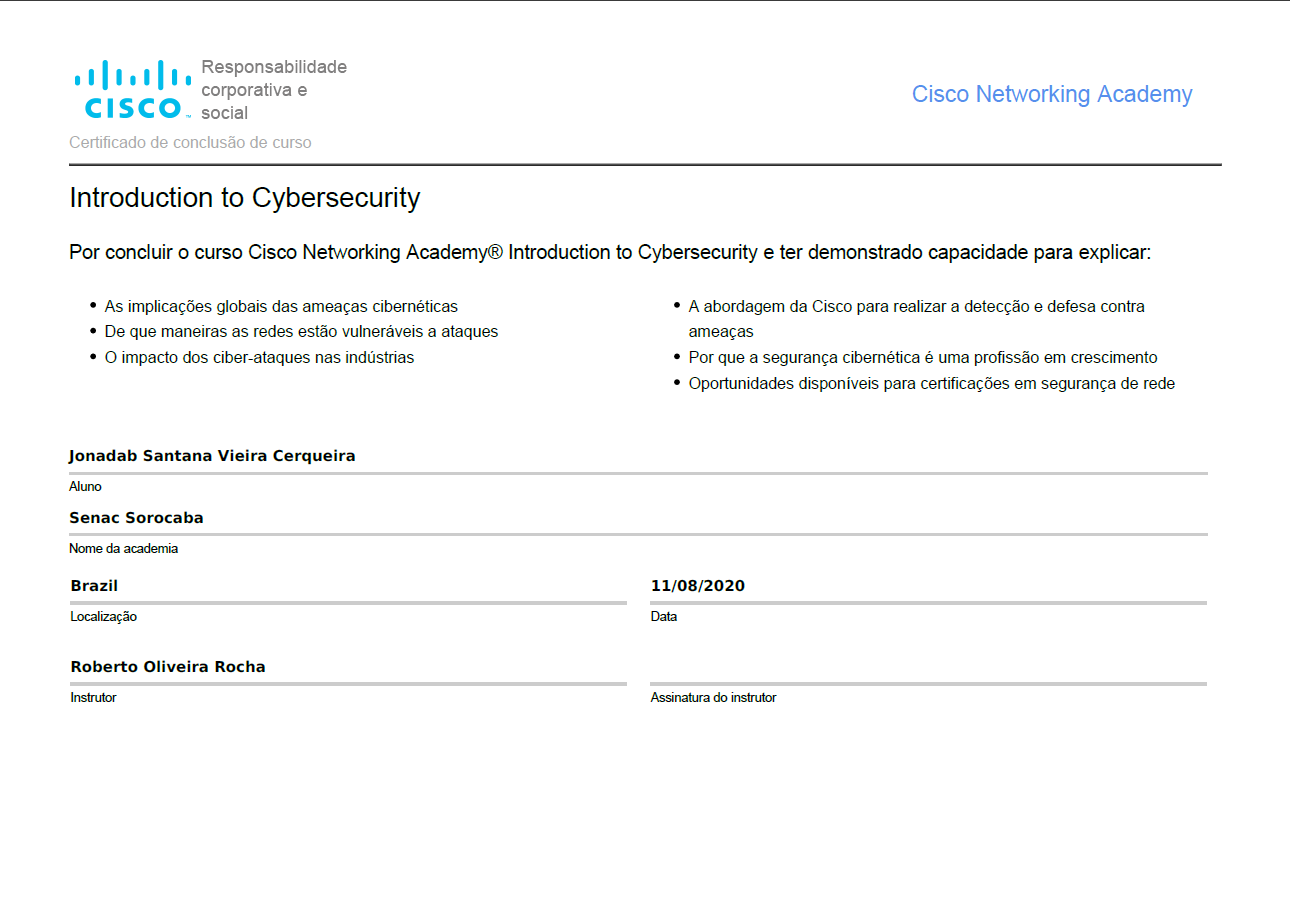 CISCO
Responsabilidade
corporativa e
social
Cisco Networking Academy
Certificado de conclusão de curso
Introduction to Cybersecurity
Por concluir o curso Cisco Networking Academy® Introduction to Cybersecurity e ter demonstrado capacidade para explicar:
• As implicações globais das ameaças cibernéticas
• De que maneiras as redes estão vulneráveis a ataques
• O impacto dos ciber-ataques nas indústrias
• A abordagem da Cisco para realizar a detecção e defesa contra
ameaças
• Por que a segurança cibernética é uma profissão em crescimento
• Oportunidades disponíveis para certificações em segurança de rede
Jonadab Santana Vieira Cerqueira
Aluno
Senac Sorocaba
Nome da academia
Brazil
Localização
11/08/2020
Data
Roberto Oliveira Rocha
Instrutor
Assinatura do instrutor